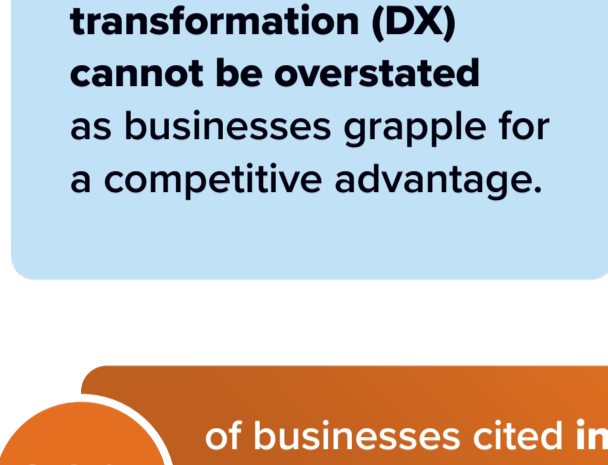 transformation (DX)
cannot be overstated
as businesses grapple for
a competitive advantage.
of businesses cited